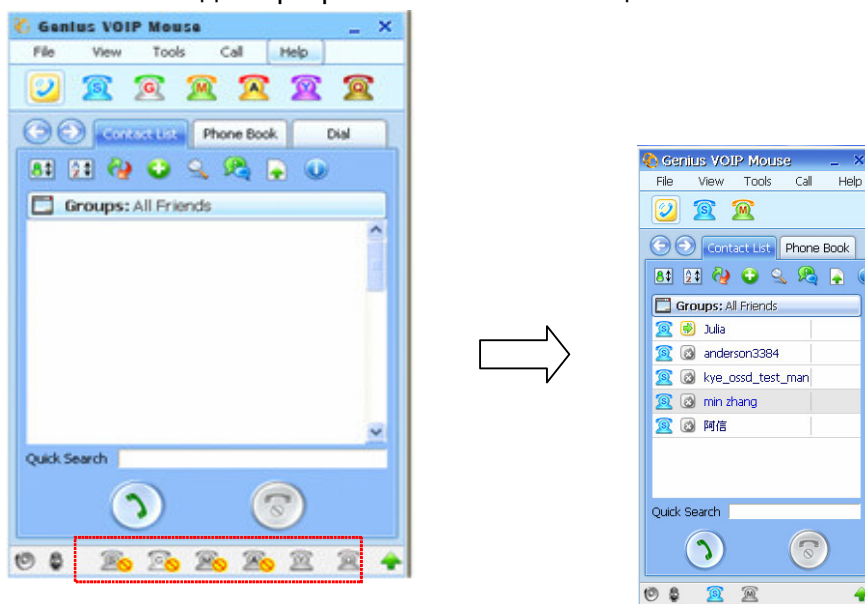 Genius VOIP Mouse
File View Tools Call Help
S G M A Y Q
Contact List Phone Book Dial
Groups: All Friends
Quick Search
Genius VOIP Mouse
File View Tools Call Help
S M
Contact List Phone Book
Groups: All Friends
Julia
anderson3384
kye_ossd_test_man
min zhang
阿信
Quick Search
S M